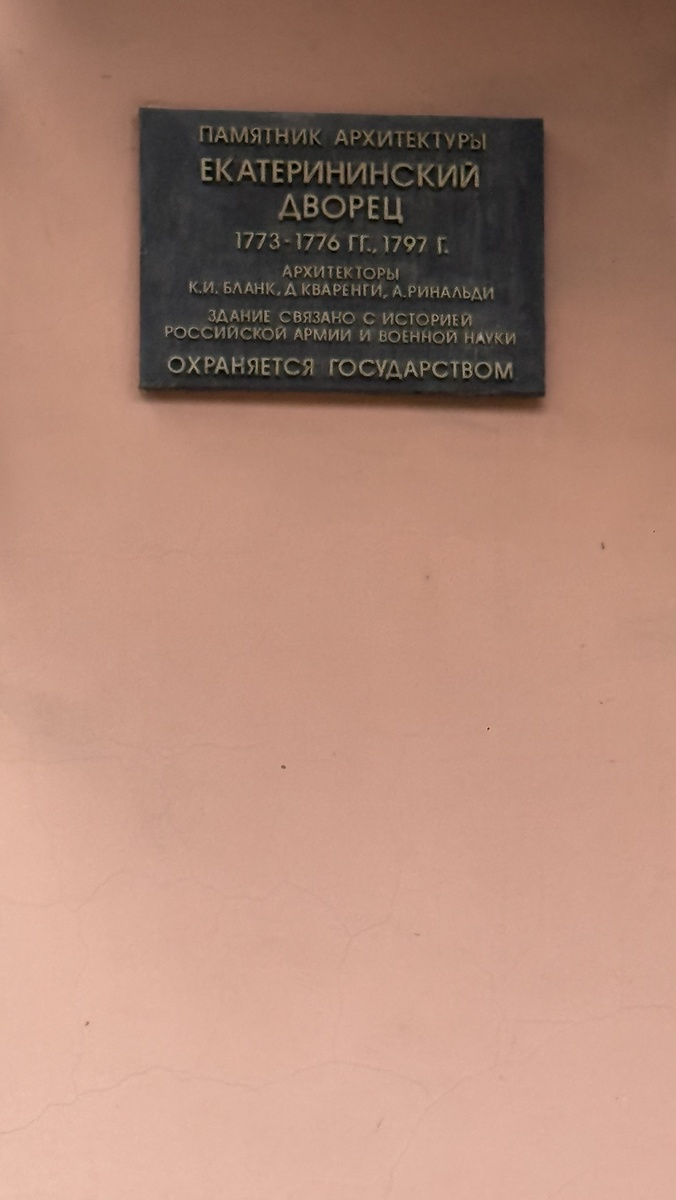 ПАМЯТНИК АРХИТЕКТУРЫ
ЕКАТЕРИНИНСКИЙ
ДВОРЕЦ
1773-1776 ГГ., 1797 Г.
АРХИТЕКТОРЫ
К.И. БЛАНК, Д.КВАРЕНГИ, А.РИНАЛЬДИ
ЗДАНИЕ СВЯЗАНО С ИСТОРИЕЙ
РОССИЙСКОЙ АРМИИ И ВОЕННОЙ НАУКИ
ОХРАНЯЕТСЯ ГОСУДАРСТВОМ